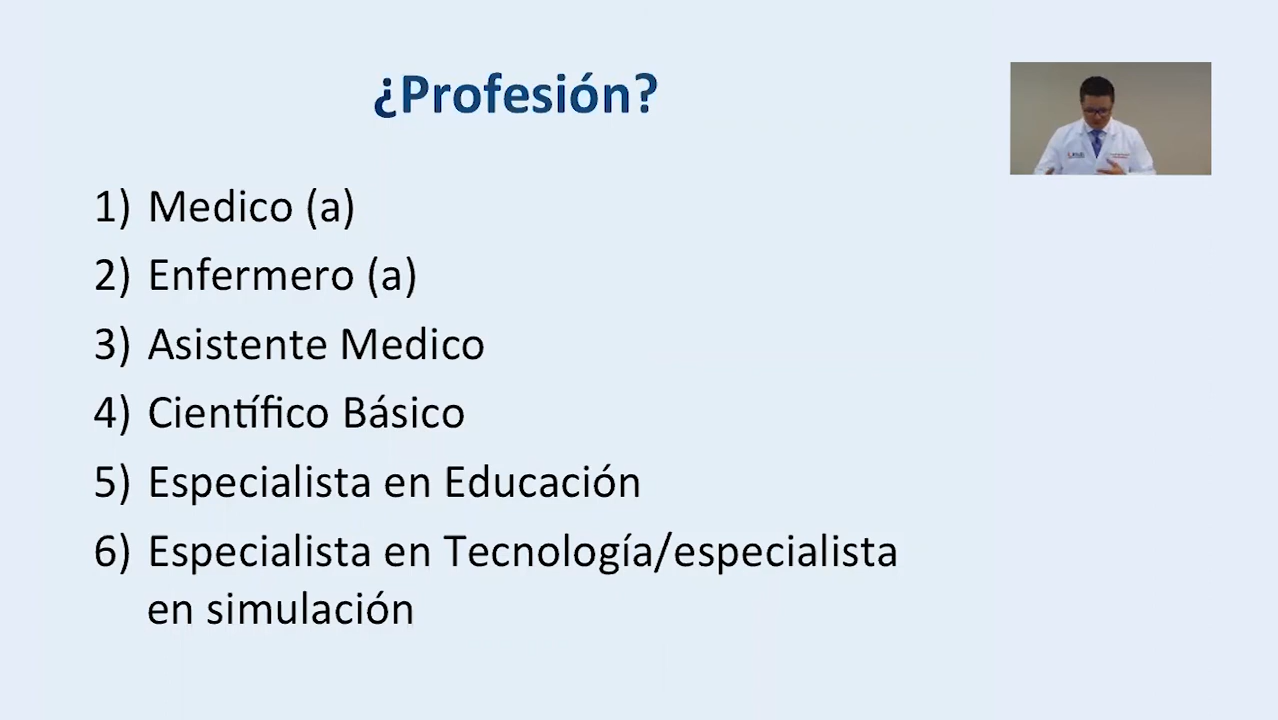 ¿Profesión?
1) Medico (a)
2) Enfermero (a)
3) Asistente Medico
4) Científico Básico
5) Especialista en Educación
6) Especialista en Tecnología/especialista
en simulación